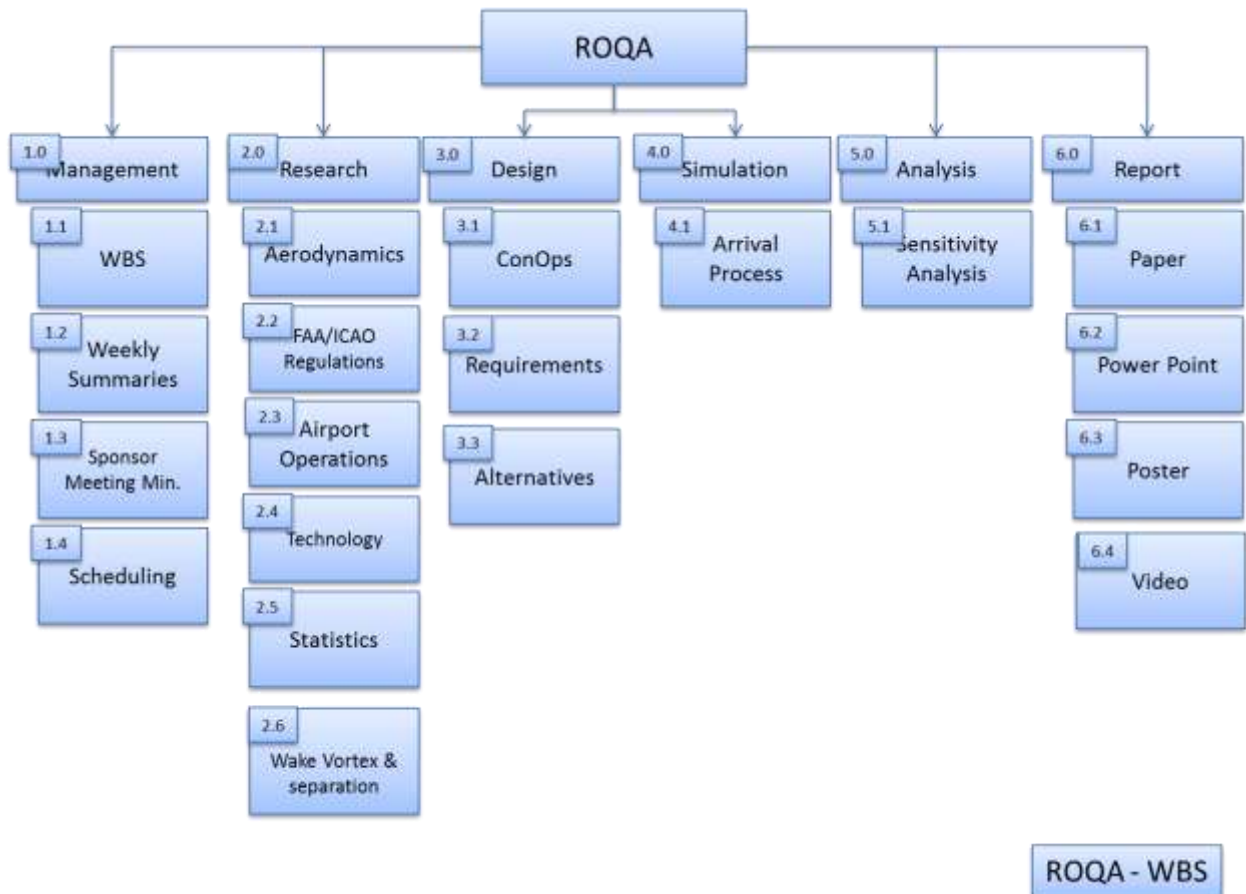 ROQA
1.0
Management
2.0
Research
3.0
Design
4.0
Simulation
5.0
Analysis
6.0
Report
1.1
WBS
1.2
Weekly
Summaries
1.3
Sponsor
Meeting Min.
1.4
Scheduling
2.1
Aerodynamics
2.2
FAA/ICAO
Regulations
2.3
Airport
Operations
2.4
Technology
2.5
Statistics
2.6
Wake Vortex &
separation
3.1
ConOps
3.2
Requirements
3.3
Alternatives
4.1
Arrival
Process
5.1
Sensitivity
Analysis
6.1
Paper
6.2
Power Point
6.3
Poster
6.4
Video
ROQA - WBS